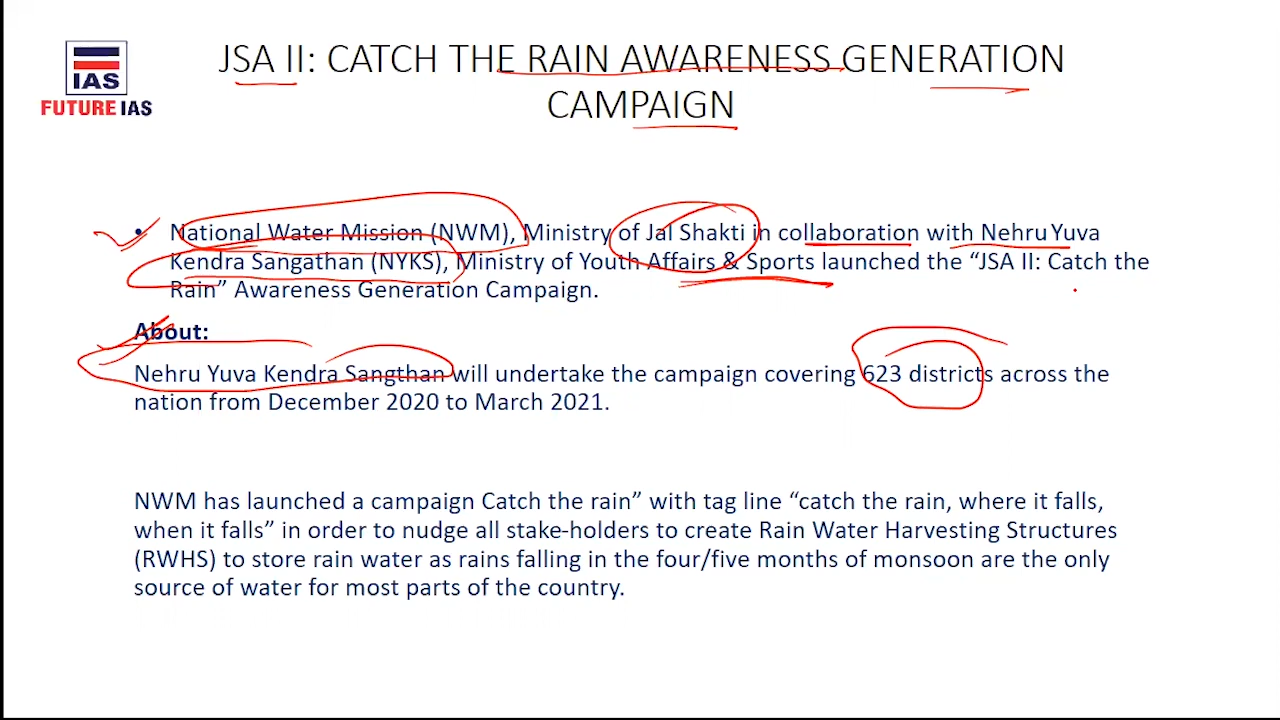 JSA II: CATCH THE RAIN AWARENESS GENERATION
CAMPAIGN
IAS
FUTURE IAS
• National Water Mission (NWM), Ministry of Jal Shakti in collaboration with Nehru Yuva
Kendra Sangathan (NYKS), Ministry of Youth Affairs & Sports launched the “JSA II: Catch the
Rain” Awareness Generation Campaign.
About:
Nehru Yuva Kendra Sangthan will undertake the campaign covering 623 districts across the
nation from December 2020 to March 2021.
NWM has launched a campaign Catch the rain” with tag line “catch the rain, where it falls,
when it falls” in order to nudge all stake-holders to create Rain Water Harvesting Structures
(RWHS) to store rain water as rains falling in the four/five months of monsoon are the only
source of water for most parts of the country.